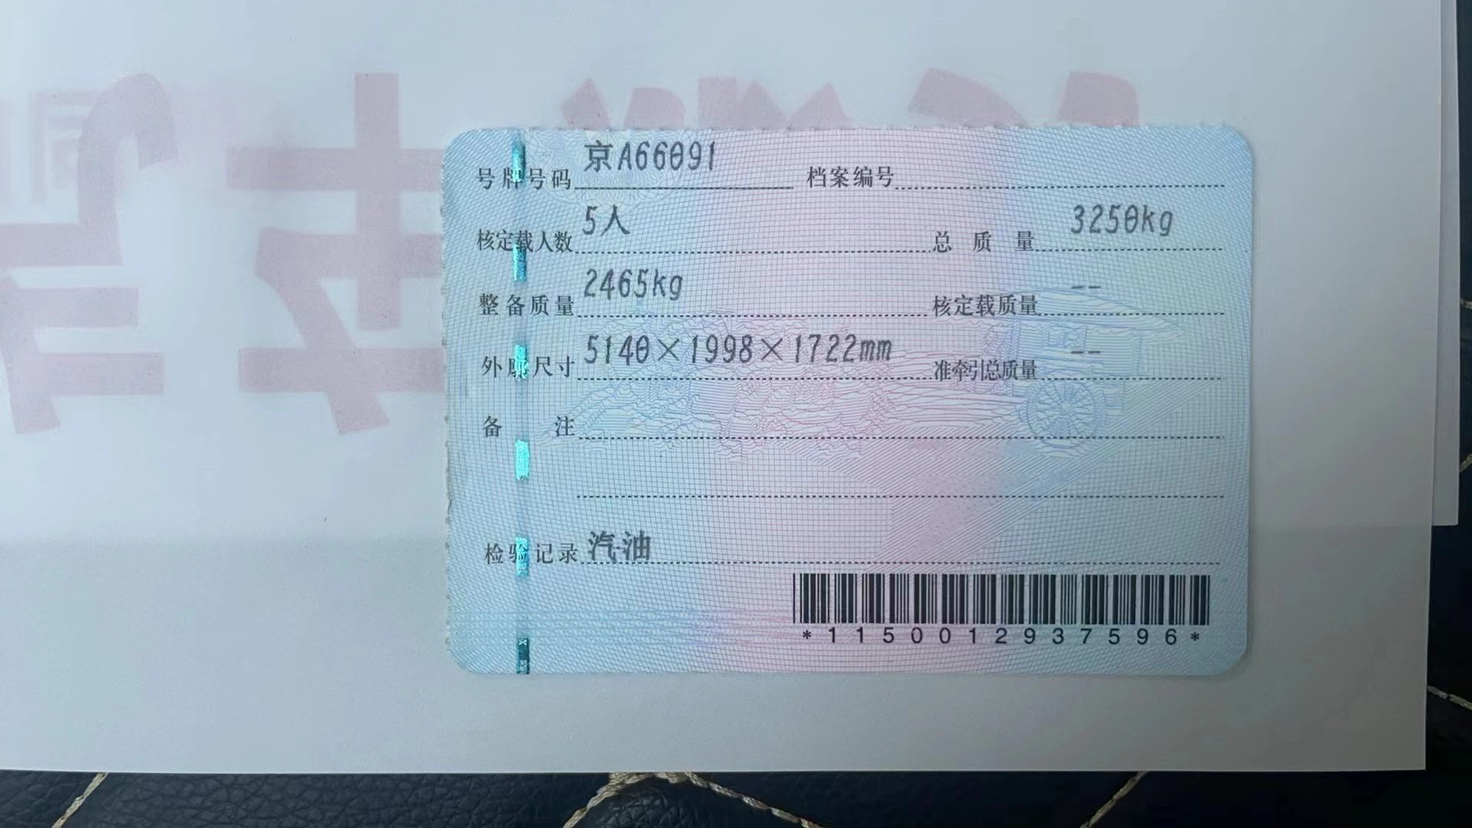 号牌号码 京A66091 档案编号
核定载人数 5人 总质量 3250kg
整备质量 2465kg 核定载质量 --
外廓尺寸 5140×1998×1722mm 准牵引总质量 --
备注
检验记录 汽油
*1150012937596*